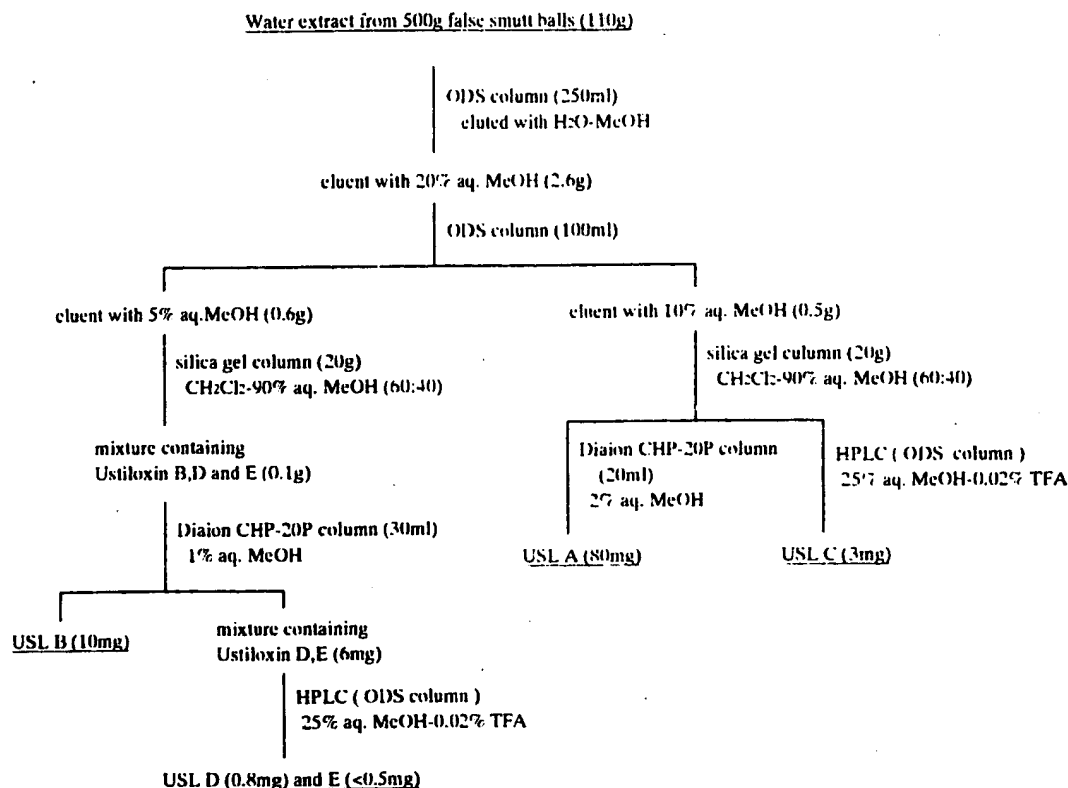 Water extract from 500g false smutt balls (110g)
ODS column (250ml)
eluted with H2O-MeOH
eluent with 20% aq. MeOH (2.6g)
ODS column (100ml)
eluent with 5% aq.MeOH (0.6g)
eluent with 10% aq. MeOH (0.5g)
silica gel column (20g)
CH2Cl2-90% aq. MeOH (60:40)
silica gel culumn (20g)
CH2Cl2-90% aq. MeOH (60:40)
mixture containing
Ustiloxin B,D and E (0.1g)
Diaion CHP-20P column
(20ml)
2% aq. MeOH
HPLC ( ODS column )
25% aq. MeOH-0.02% TFA
Diaion CHP-20P column (30ml)
1% aq. MeOH
USL A (80mg)
USL C (3mg)
USL B (10mg)
mixture containing
Ustiloxin D,E (6mg)
HPLC ( ODS column )
25% aq. MeOH-0.02% TFA
USL D (0.8mg) and E (<0.5mg)